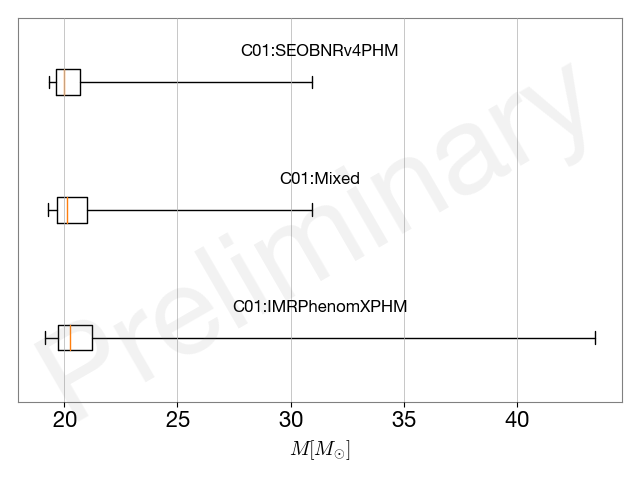 C01:SEOBNRv4PHM
C01:Mixed
C01:IMRPhenomXPHM
Preliminary
20 25 30 35 40
M[M⊙]